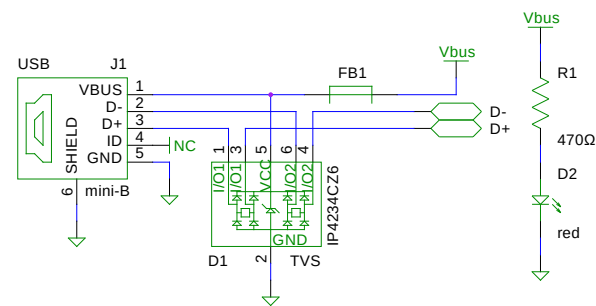 Vbus
USB J1 Vbus
FB1 R1
VBUS 1
D- 2
D+ 3
ID 4
GND 5
SHIELD
6
mini-B
NC
D-
D+
470Ω
1 3 5 6 4
I/O1 I/O1 VCC I/O2 I/O2
IP4234CZ6
GND
D1 2 TVS
D2
red